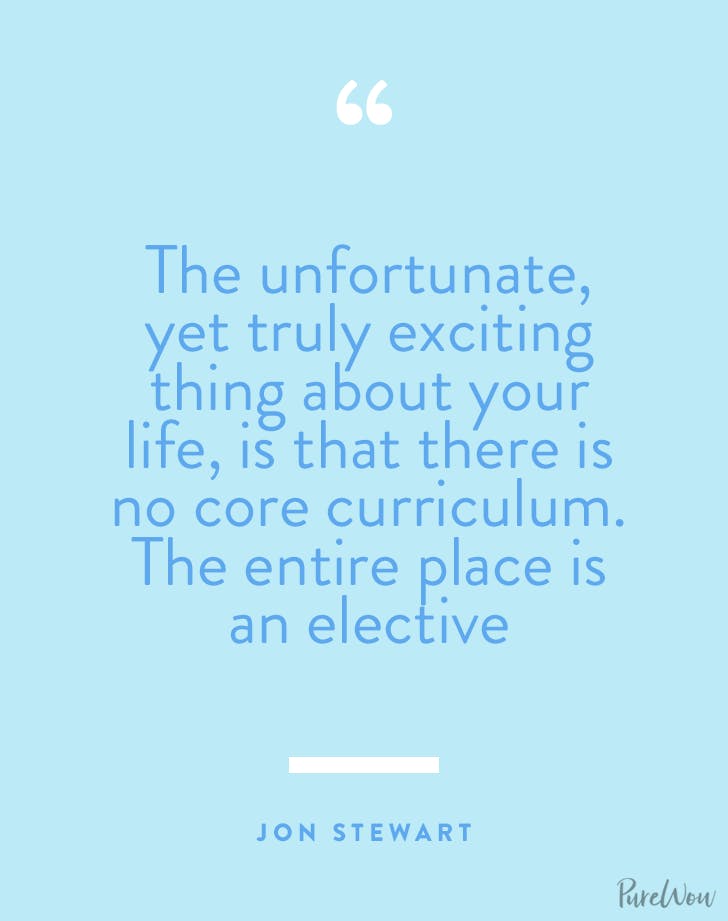 “
The unfortunate,
yet truly exciting
thing about your
life, is that there is
no core curriculum.
The entire place is
an elective
JON STEWART
PureWow